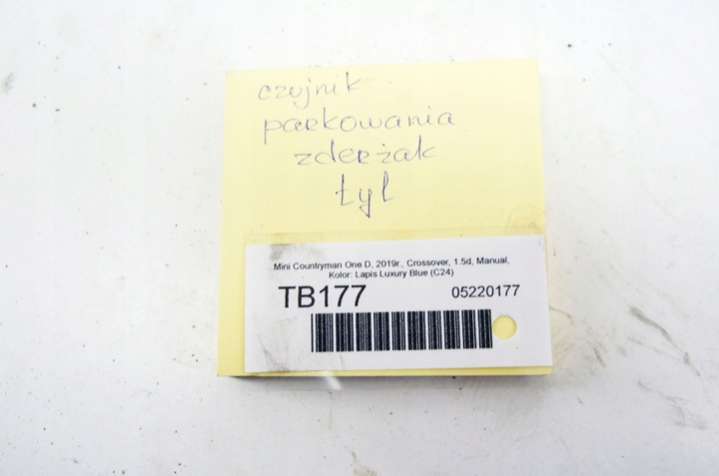 czujnik
parkowania
zderzak
tył
Mini Countryman One D, 2019r., Crossover, 1.5d, Manual,
Kolor: Lapis Luxury Blue (C24)
TB177 05220177